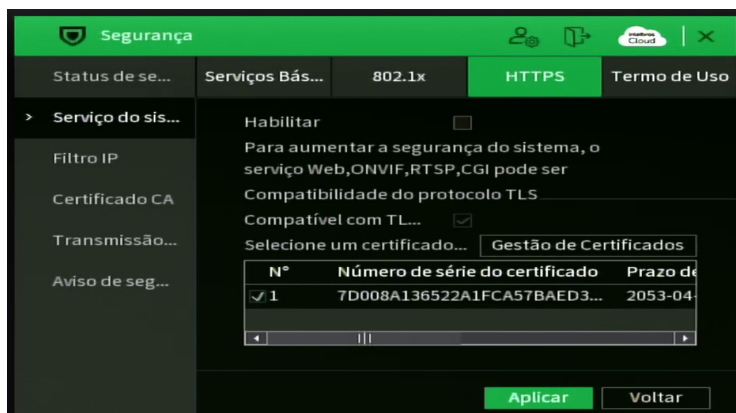 Segurança
intelbras
Cloud
Status de se...
Serviços Bás...
802.1x
HTTPS
Termo de Uso
> Serviço do sis...
Filtro IP
Certificado CA
Transmissão...
Aviso de seg...
Habilitar
Para aumentar a segurança do sistema, o
serviço Web,ONVIF,RTSP,CGI pode ser
Compatibilidade do protocolo TLS
Compatível com TL...
Selecione um certificado...
Gestão de Certificados
N° Número de série do certificado Prazo de
1 7D008A136522A1FCA57BAED3... 2053-04-
Aplicar
Voltar